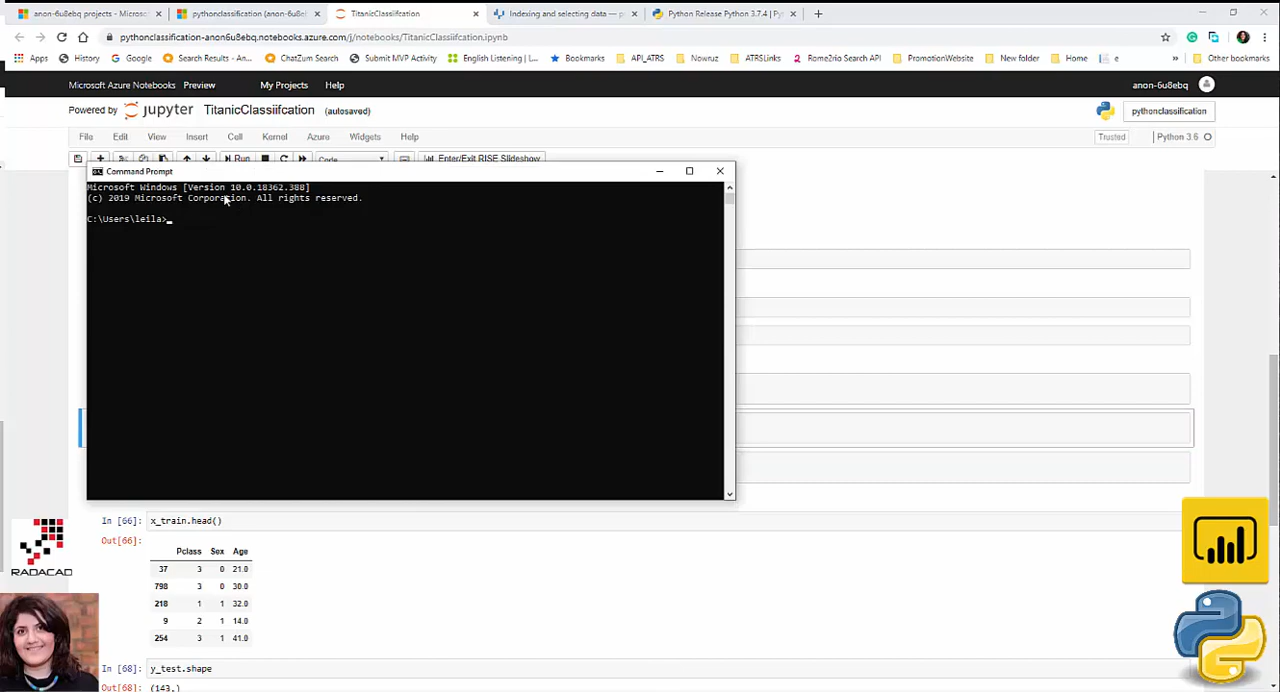 anon-6u8ebq projects - Microso
pythonclassification (anon-6u8eb
TitanicClassiifcation
Indexing and selecting data —
Python Release Python 3.7.4 | Py
pythonclassification-anon6u8ebq.notebooks.azure.com/j/notebooks/TitanicClassiifcation.ipynb
Apps
History
Google
Search Results - An...
ChatZum Search
Submit MVP Activity
English Listening | L...
Bookmarks
API_ATRS
Nowruz
ATRSLinks
Rome2rio Search API
PromotionWebsite
New folder
Home
e
»
Other bookmarks
Microsoft Azure Notebooks Preview My Projects Help anon-6u8ebq
Powered by jupyter TitanicClassiifcation (autosaved) pythonclassification
File Edit View Insert Cell Kernel Azure Widgets Help Trusted Python 3.6
Run Code Enter/Exit RISE Slideshow
Command Prompt
Microsoft Windows [Version 10.0.18362.388]
(c) 2019 Microsoft Corporation. All rights reserved.
C:\Users\leila>_
In [66]: x_train.head()
Out[66]:
Pclass Sex Age
37 3 0 21.0
798 3 0 30.0
218 1 1 32.0
9 2 1 14.0
254 3 1 41.0
In [68]: y_test.shape
Out[68]: (143,)
RADACAD